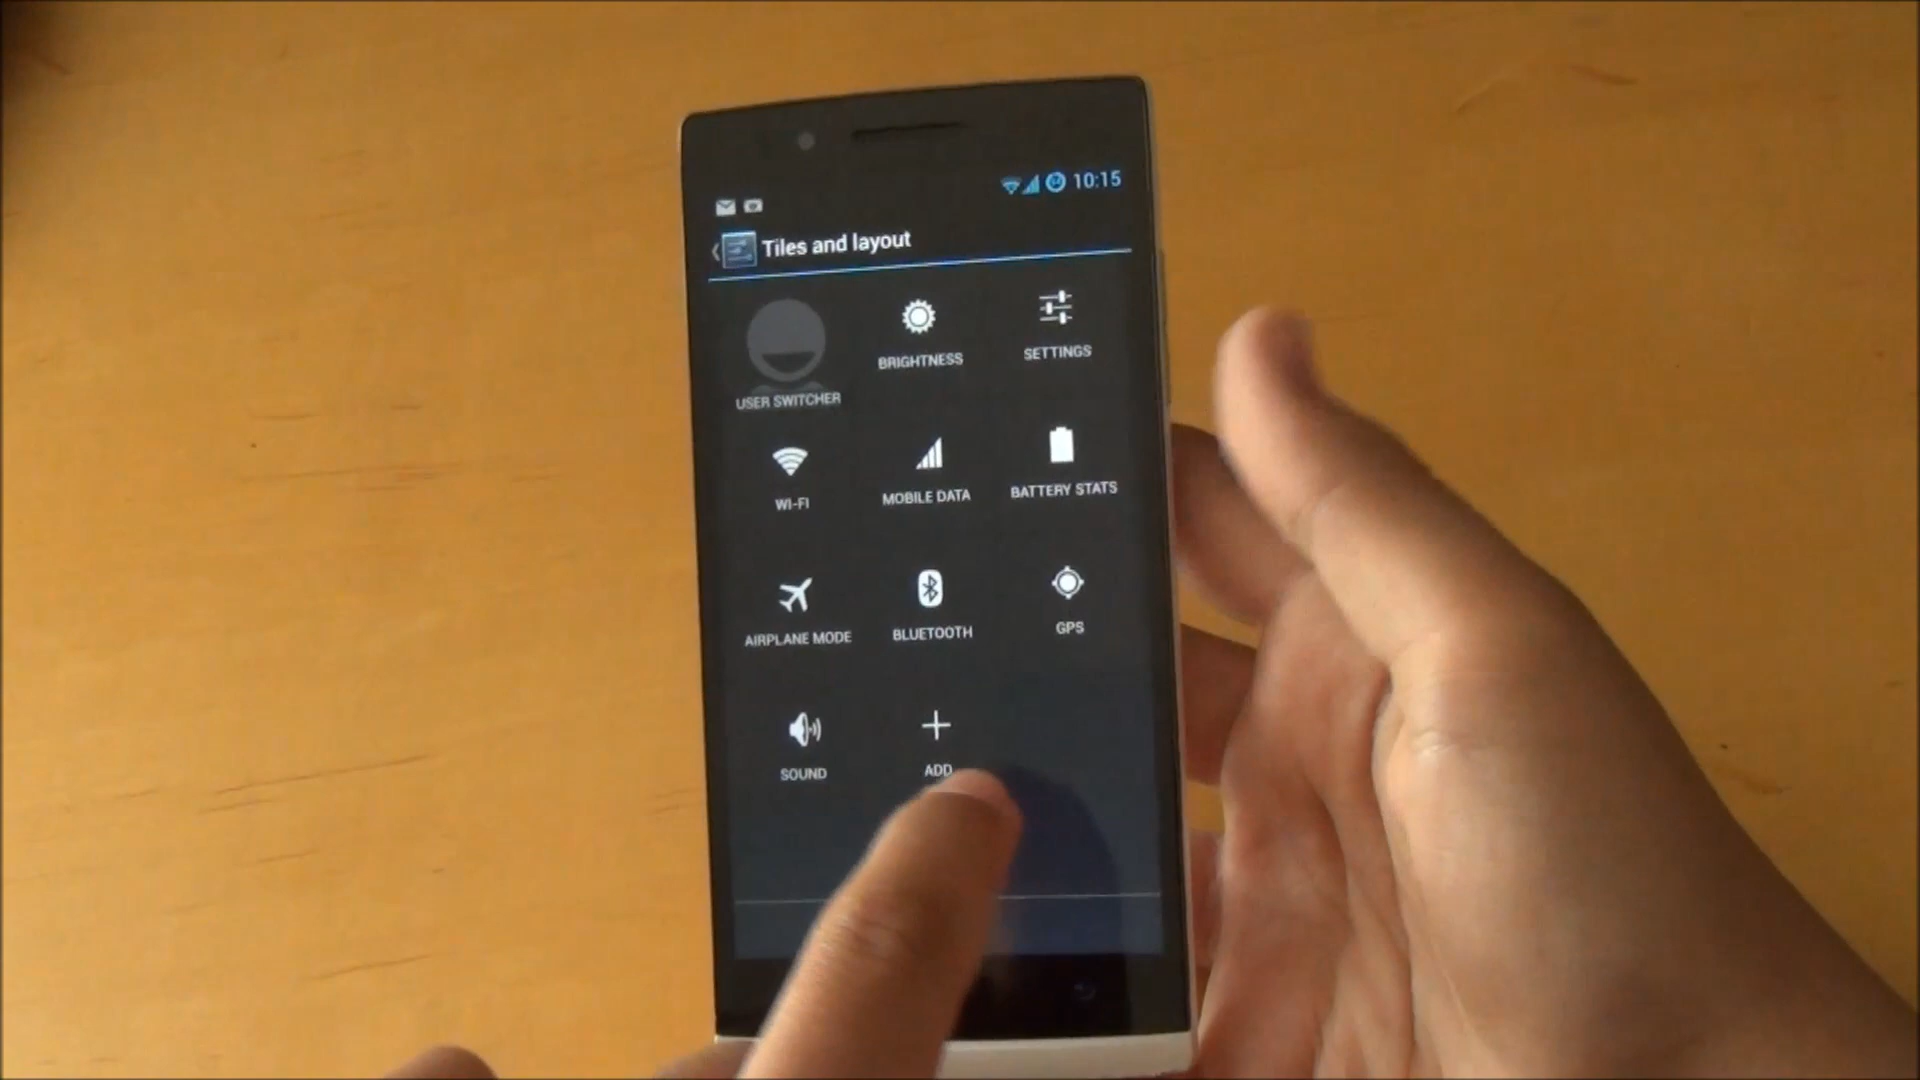 10:15
Tiles and layout
USER SWITCHER
BRIGHTNESS
SETTINGS
WI-FI
MOBILE DATA
BATTERY STATS
AIRPLANE MODE
BLUETOOTH
GPS
SOUND
ADD